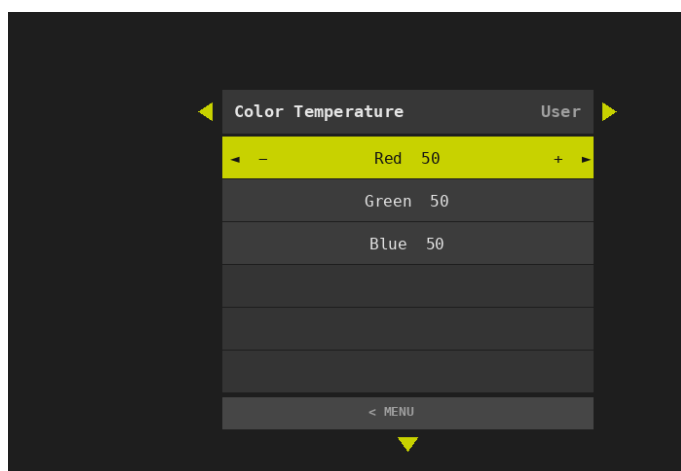 Color Temperature User
◄ – Red 50 + ►
Green 50
Blue 50
< MENU